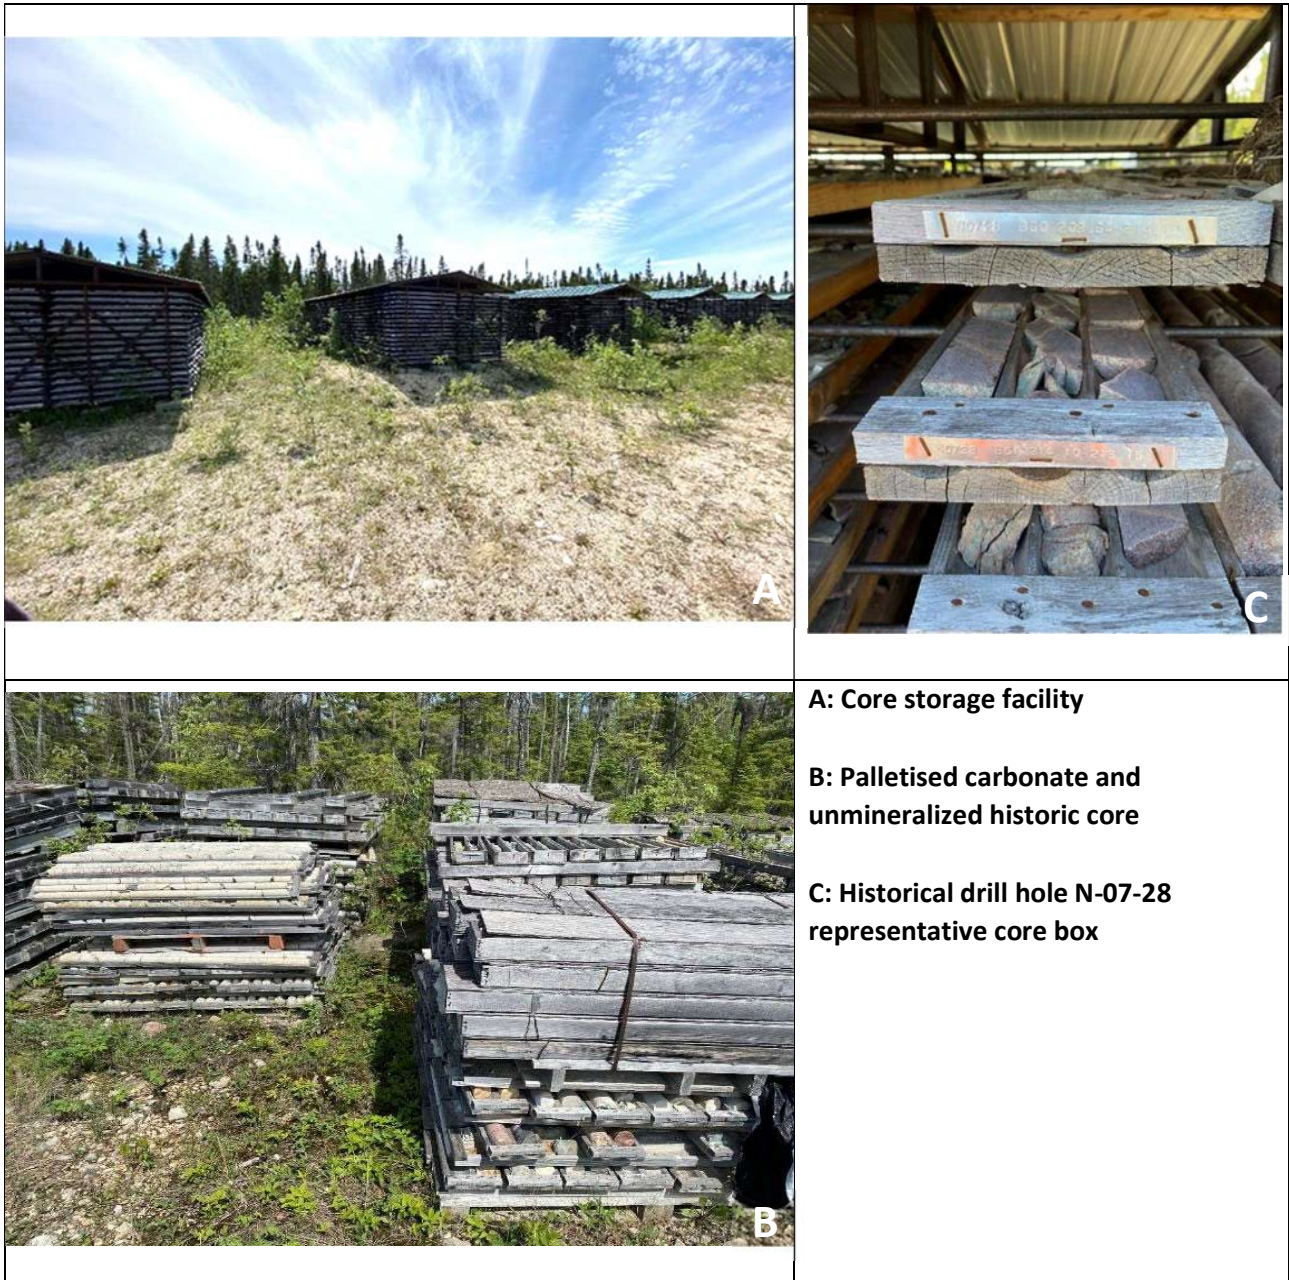 A
C
B
A: Core storage facility
B: Palletised carbonate and
unmineralized historic core
C: Historical drill hole N-07-28
representative core box